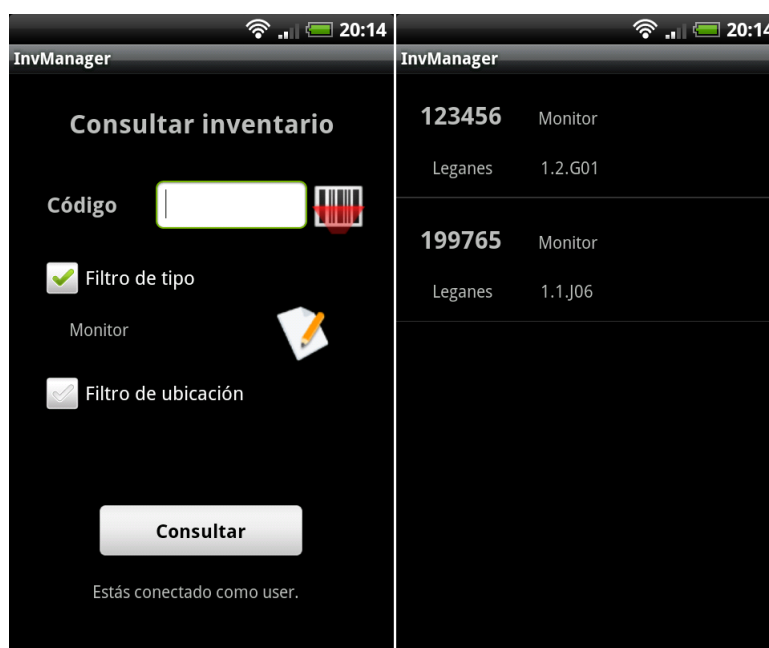 20:14
InvManager
Consultar inventario
Código
Filtro de tipo
Monitor
Filtro de ubicación
Consultar
Estás conectado como user.
20:14
InvManager
123456 Monitor
Leganes 1.2.G01
199765 Monitor
Leganes 1.1.J06